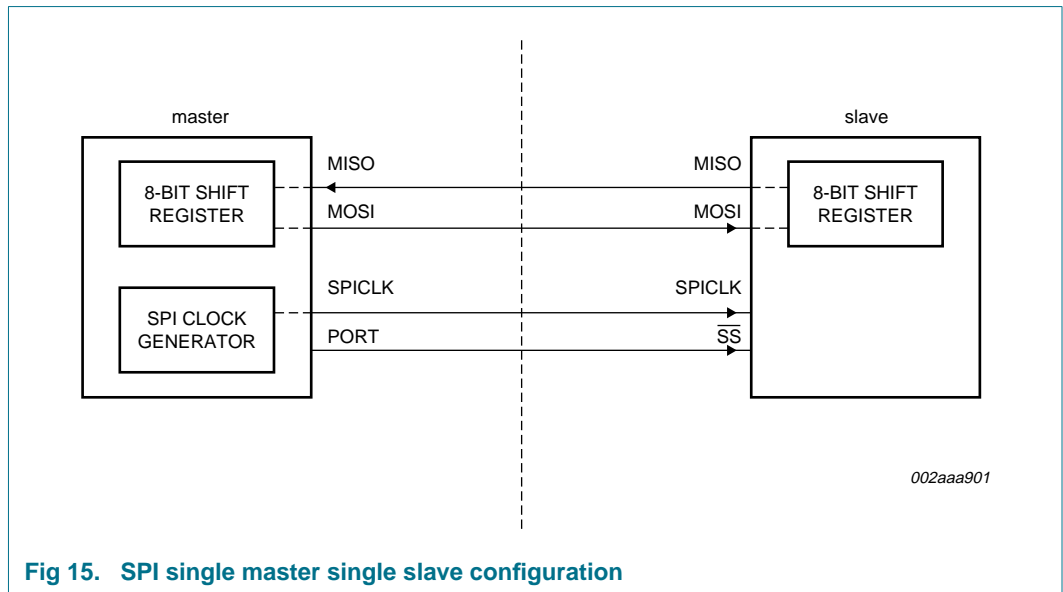 master
slave
8-BIT SHIFT
REGISTER
MISO
MISO
8-BIT SHIFT
REGISTER
MOSI
MOSI
SPI CLOCK
GENERATOR
SPICLK
SPICLK
PORT
S̅S̅
002aaa901
Fig 15. SPI single master single slave configuration